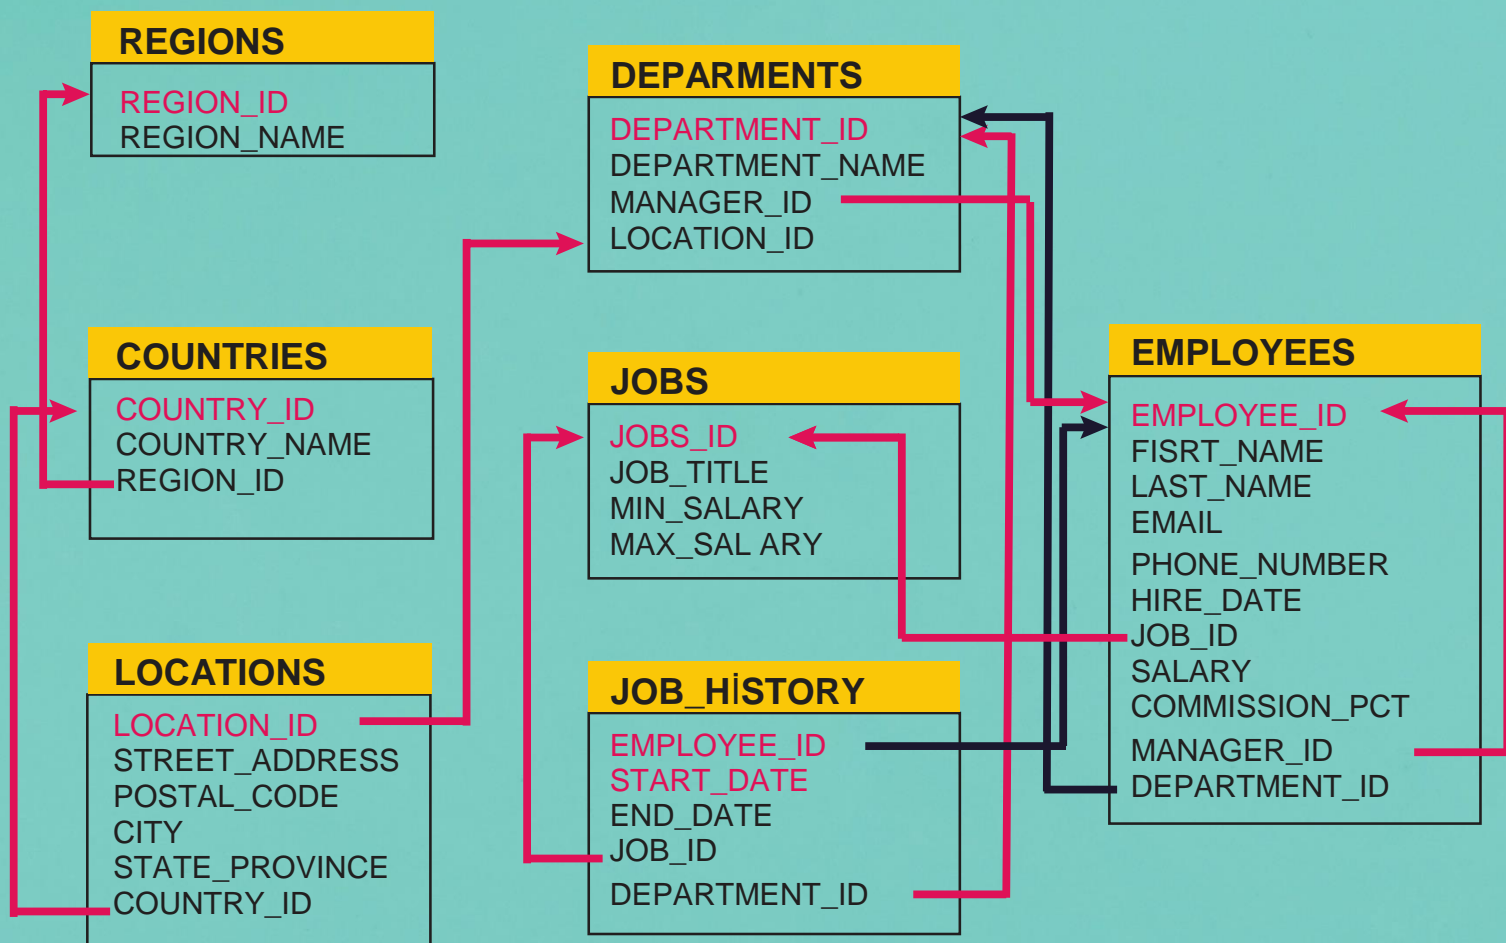 REGIONS
REGION_ID
REGION_NAME
COUNTRIES
COUNTRY_ID
COUNTRY_NAME
REGION_ID
LOCATIONS
LOCATION_ID
STREET_ADDRESS
POSTAL_CODE
CITY
STATE_PROVINCE
COUNTRY_ID
DEPARMENTS
DEPARTMENT_ID
DEPARTMENT_NAME
MANAGER_ID
LOCATION_ID
JOBS
JOBS_ID
JOB_TITLE
MIN_SALARY
MAX_SAL ARY
JOB_HİSTORY
EMPLOYEE_ID
START_DATE
END_DATE
JOB_ID
DEPARTMENT_ID
EMPLOYEES
EMPLOYEE_ID
FISRT_NAME
LAST_NAME
EMAIL
PHONE_NUMBER
HIRE_DATE
JOB_ID
SALARY
COMMISSION_PCT
MANAGER_ID
DEPARTMENT_ID